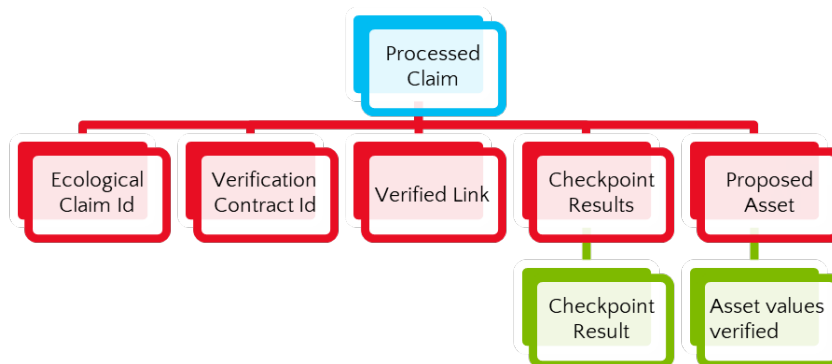 Processed
Claim
Ecological
Claim Id
Verification
Contract Id
Verified Link
Checkpoint
Results
Proposed
Asset
Checkpoint
Result
Asset values
verified